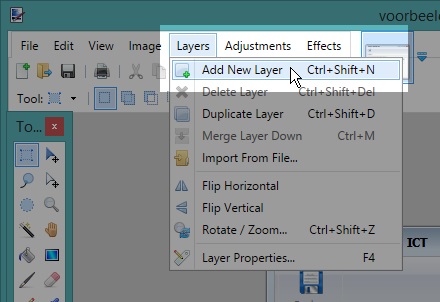 voorbeele
File Edit View Image Layers Adjustments Effects
Add New Layer Ctrl+Shift+N
Delete Layer Ctrl+Shift+Del
Tool:
Duplicate Layer Ctrl+Shift+D
To... x
Merge Layer Down Ctrl+M
Import From File...
Flip Horizontal
Flip Vertical
Rotate / Zoom... Ctrl+Shift+Z
ICT
Layer Properties... F4